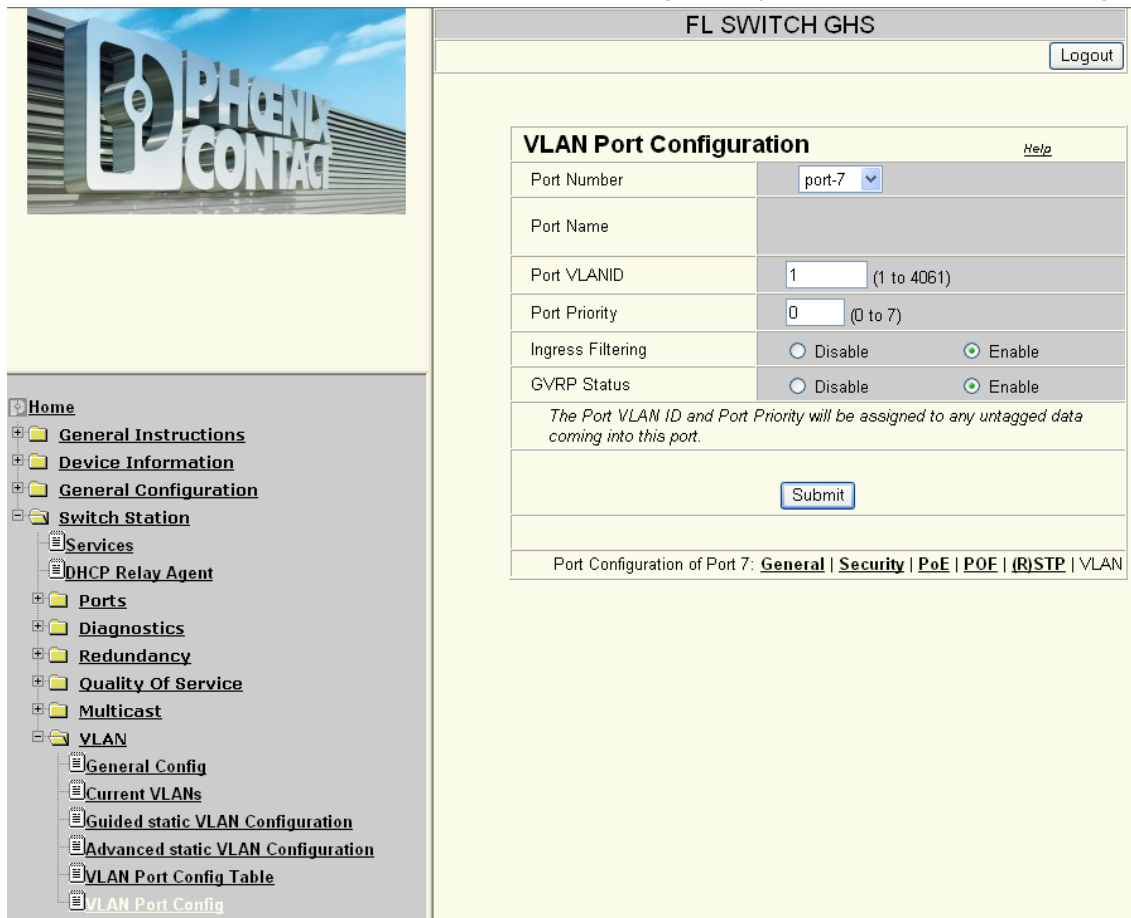 PHŒNIX
CONTACT
Home
General Instructions
Device Information
General Configuration
Switch Station
Services
DHCP Relay Agent
Ports
Diagnostics
Redundancy
Quality Of Service
Multicast
VLAN
General Config
Current VLANs
Guided static VLAN Configuration
Advanced static VLAN Configuration
VLAN Port Config Table
VLAN Port Config
FL SWITCH GHS
Logout
VLAN Port Configuration Help
Port Number port-7
Port Name
Port VLANID 1 (1 to 4061)
Port Priority 0 (0 to 7)
Ingress Filtering Disable Enable
GVRP Status Disable Enable
The Port VLAN ID and Port Priority will be assigned to any untagged data
coming into this port.
Submit
Port Configuration of Port 7: General | Security | PoE | POF | (R)STP | VLAN